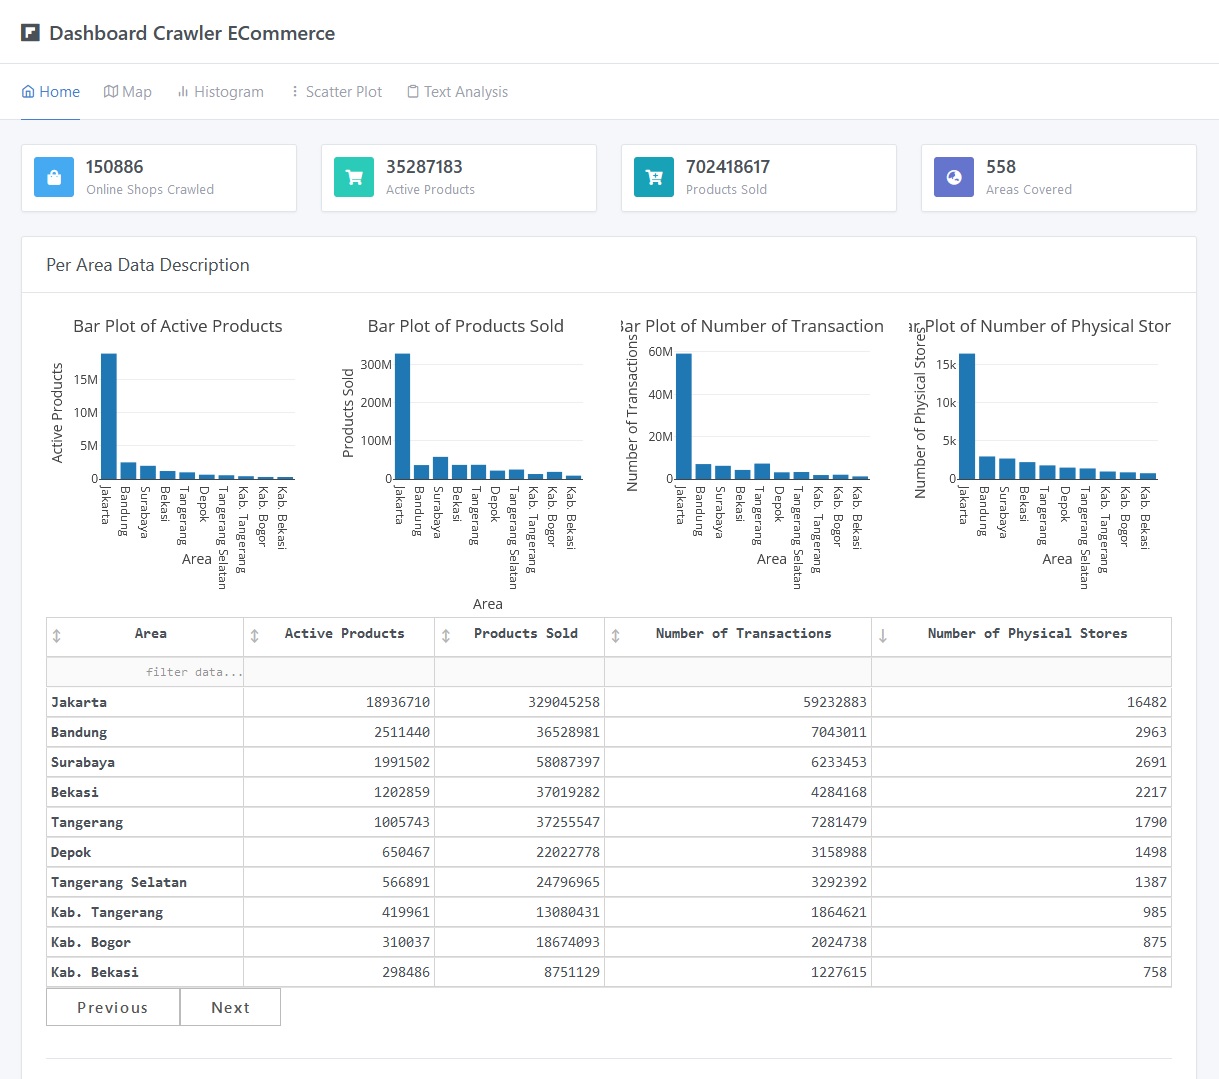 Dashboard Crawler ECommerce
Home Map Histogram Scatter Plot Text Analysis
150886
Online Shops Crawled
35287183
Active Products
702418617
Products Sold
558
Areas Covered
Per Area Data Description
Bar Plot of Active Products
Active Products
15M
10M
5M
0
Jakarta
Bandung
Surabaya
Bekasi
Tangerang
Depok
Tangerang Selatan
Kab. Tangerang
Kab. Bogor
Kab. Bekasi
Area
Bar Plot of Products Sold
Products Sold
300M
200M
100M
0
Jakarta
Bandung
Surabaya
Bekasi
Tangerang
Depok
Tangerang Selatan
Kab. Tangerang
Kab. Bogor
Kab. Bekasi
Area
Bar Plot of Number of Transaction
Number of Transactions
60M
40M
20M
0
Jakarta
Bandung
Surabaya
Bekasi
Tangerang
Depok
Tangerang Selatan
Kab. Tangerang
Kab. Bogor
Kab. Bekasi
Area
ar Plot of Number of Physical Stor
Number of Physical Stores
15k
10k
5k
0
Jakarta
Bandung
Surabaya
Bekasi
Tangerang
Depok
Tangerang Selatan
Kab. Tangerang
Kab. Bogor
Kab. Bekasi
Area
Area Active Products Products Sold Number of Transactions Number of Physical Stores
filter data...
Jakarta 18936710 329045258 59232883 16482
Bandung 2511440 36528981 7043011 2963
Surabaya 1991502 58087397 6233453 2691
Bekasi 1202859 37019282 4284168 2217
Tangerang 1005743 37255547 7281479 1790
Depok 650467 22022778 3158988 1498
Tangerang Selatan 566891 24796965 3292392 1387
Kab. Tangerang 419961 13080431 1864621 985
Kab. Bogor 310037 18674093 2024738 875
Kab. Bekasi 298486 8751129 1227615 758
Previous Next